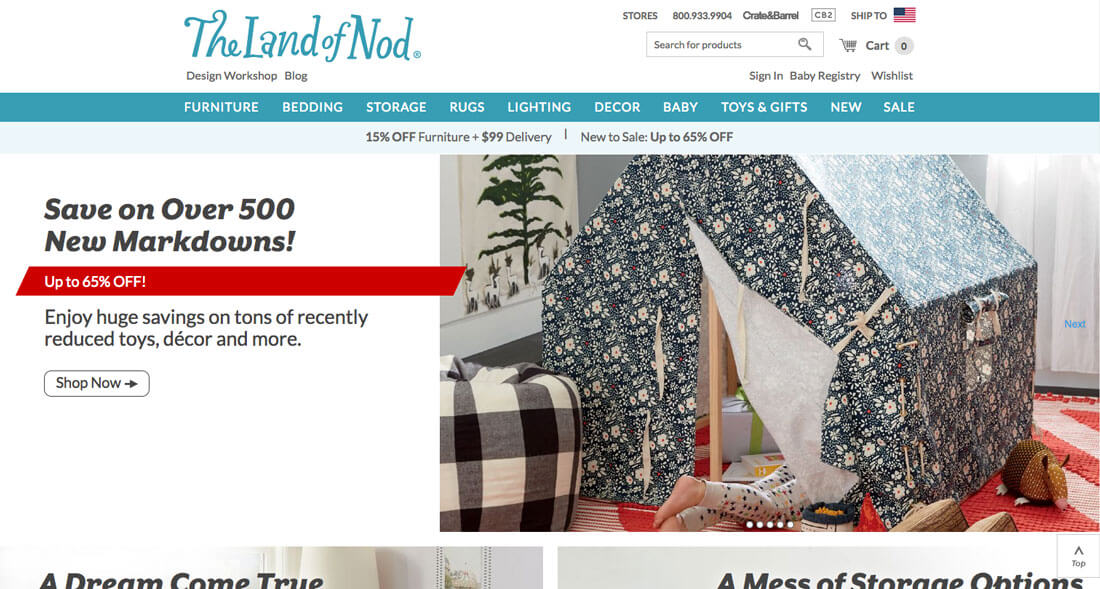 The Land of Nod®
STORES 800.933.9904 Crate&Barrel CB2 SHIP TO
Search for products
Cart 0
Design Workshop Blog
Sign In Baby Registry Wishlist
FURNITURE BEDDING STORAGE RUGS LIGHTING DECOR BABY TOYS & GIFTS NEW SALE
15% OFF Furniture + $99 Delivery | New to Sale: Up to 65% OFF
Save on Over 500
New Markdowns!
Up to 65% OFF!
Enjoy huge savings on tons of recently
reduced toys, décor and more.
Shop Now
Next
Top
A Dream Come True
A Mess of Storage Options